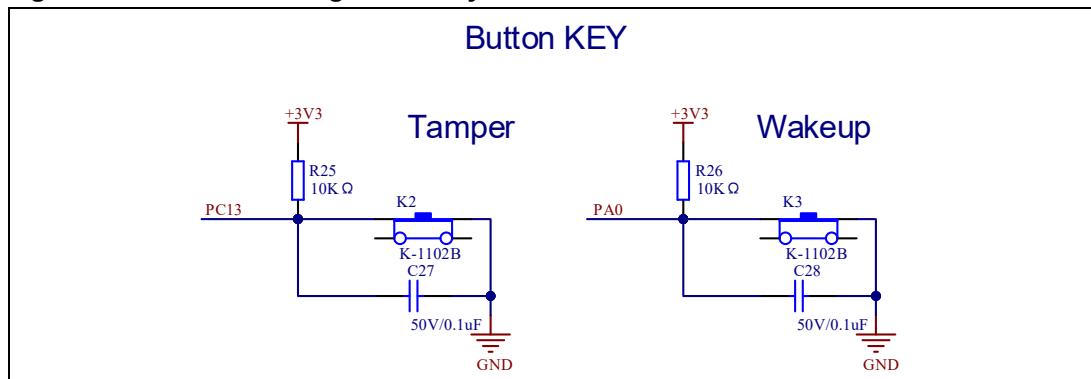 Button KEY
Tamper
Wakeup
+3V3
R25
10KΩ
PC13
K2
K-1102B
C27
50V/0.1uF
GND
+3V3
R26
10KΩ
PA0
K3
K-1102B
C28
50V/0.1uF
GND